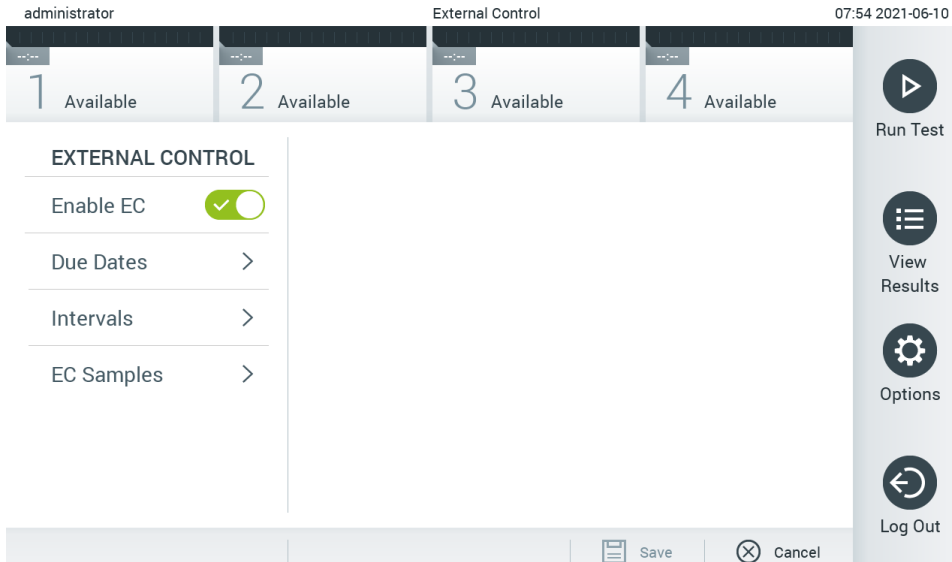 administrator External Control 07:54 2021-06-10
--:-- --:-- --:-- --:--
1 Available 2 Available 3 Available 4 Available
Run Test
EXTERNAL CONTROL
Enable EC
Due Dates
Intervals
EC Samples
View
Results
Options
Log Out
Save Cancel